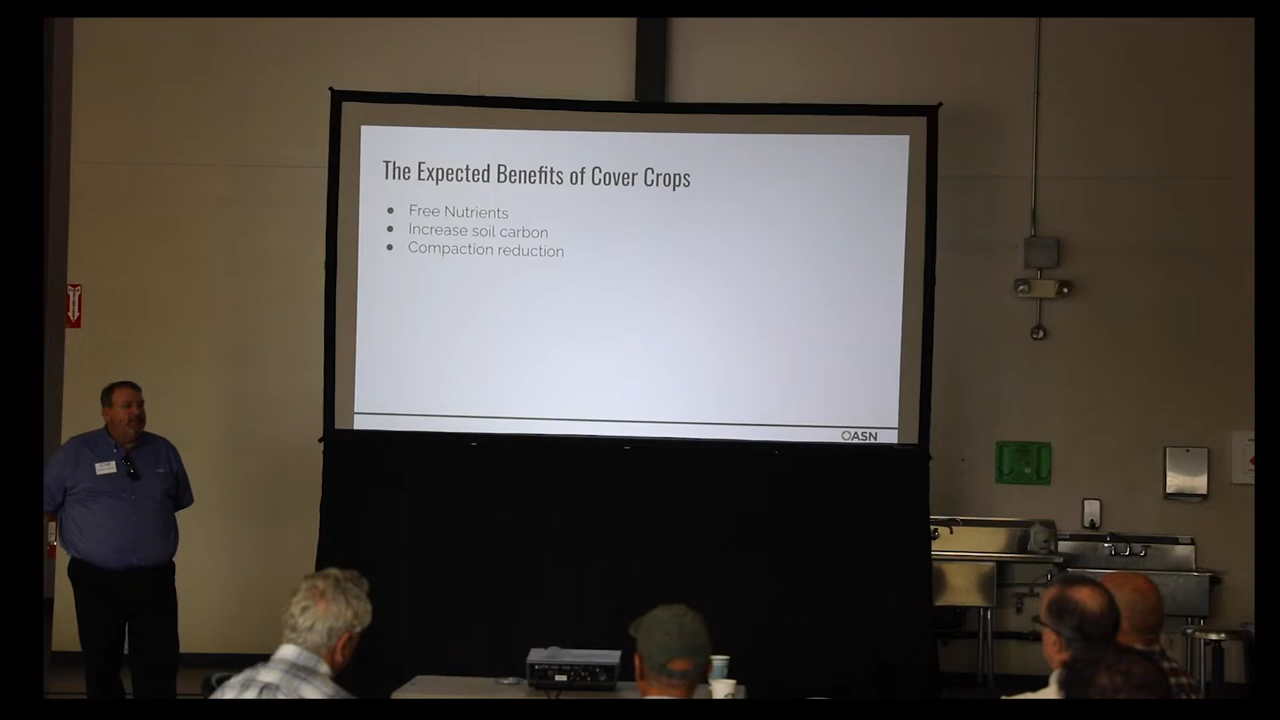 The Expected Benefits of Cover Crops
● Free Nutrients
● Increase soil carbon
● Compaction reduction
ASN